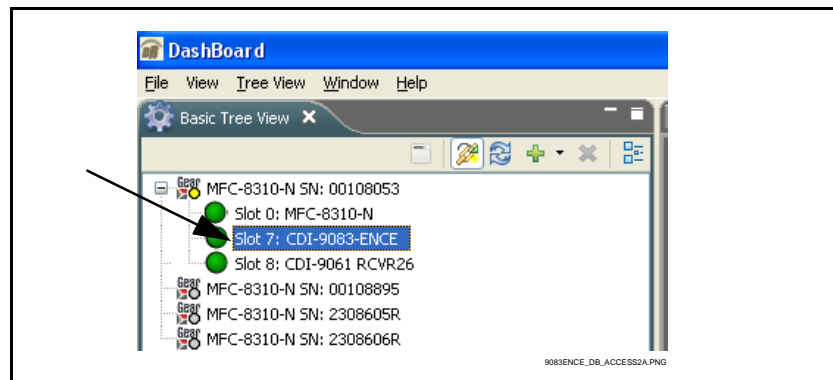 DashBoard
File View Tree View Window Help
Basic Tree View
MFC-8310-N SN: 00108053
Slot 0: MFC-8310-N
Slot 7: CDI-9083-ENCE
Slot 8: CDI-9061 RCVR26
MFC-8310-N SN: 00108895
MFC-8310-N SN: 2308605R
MFC-8310-N SN: 2308606R
9083ENCE_DB_ACCESS2A.PNG